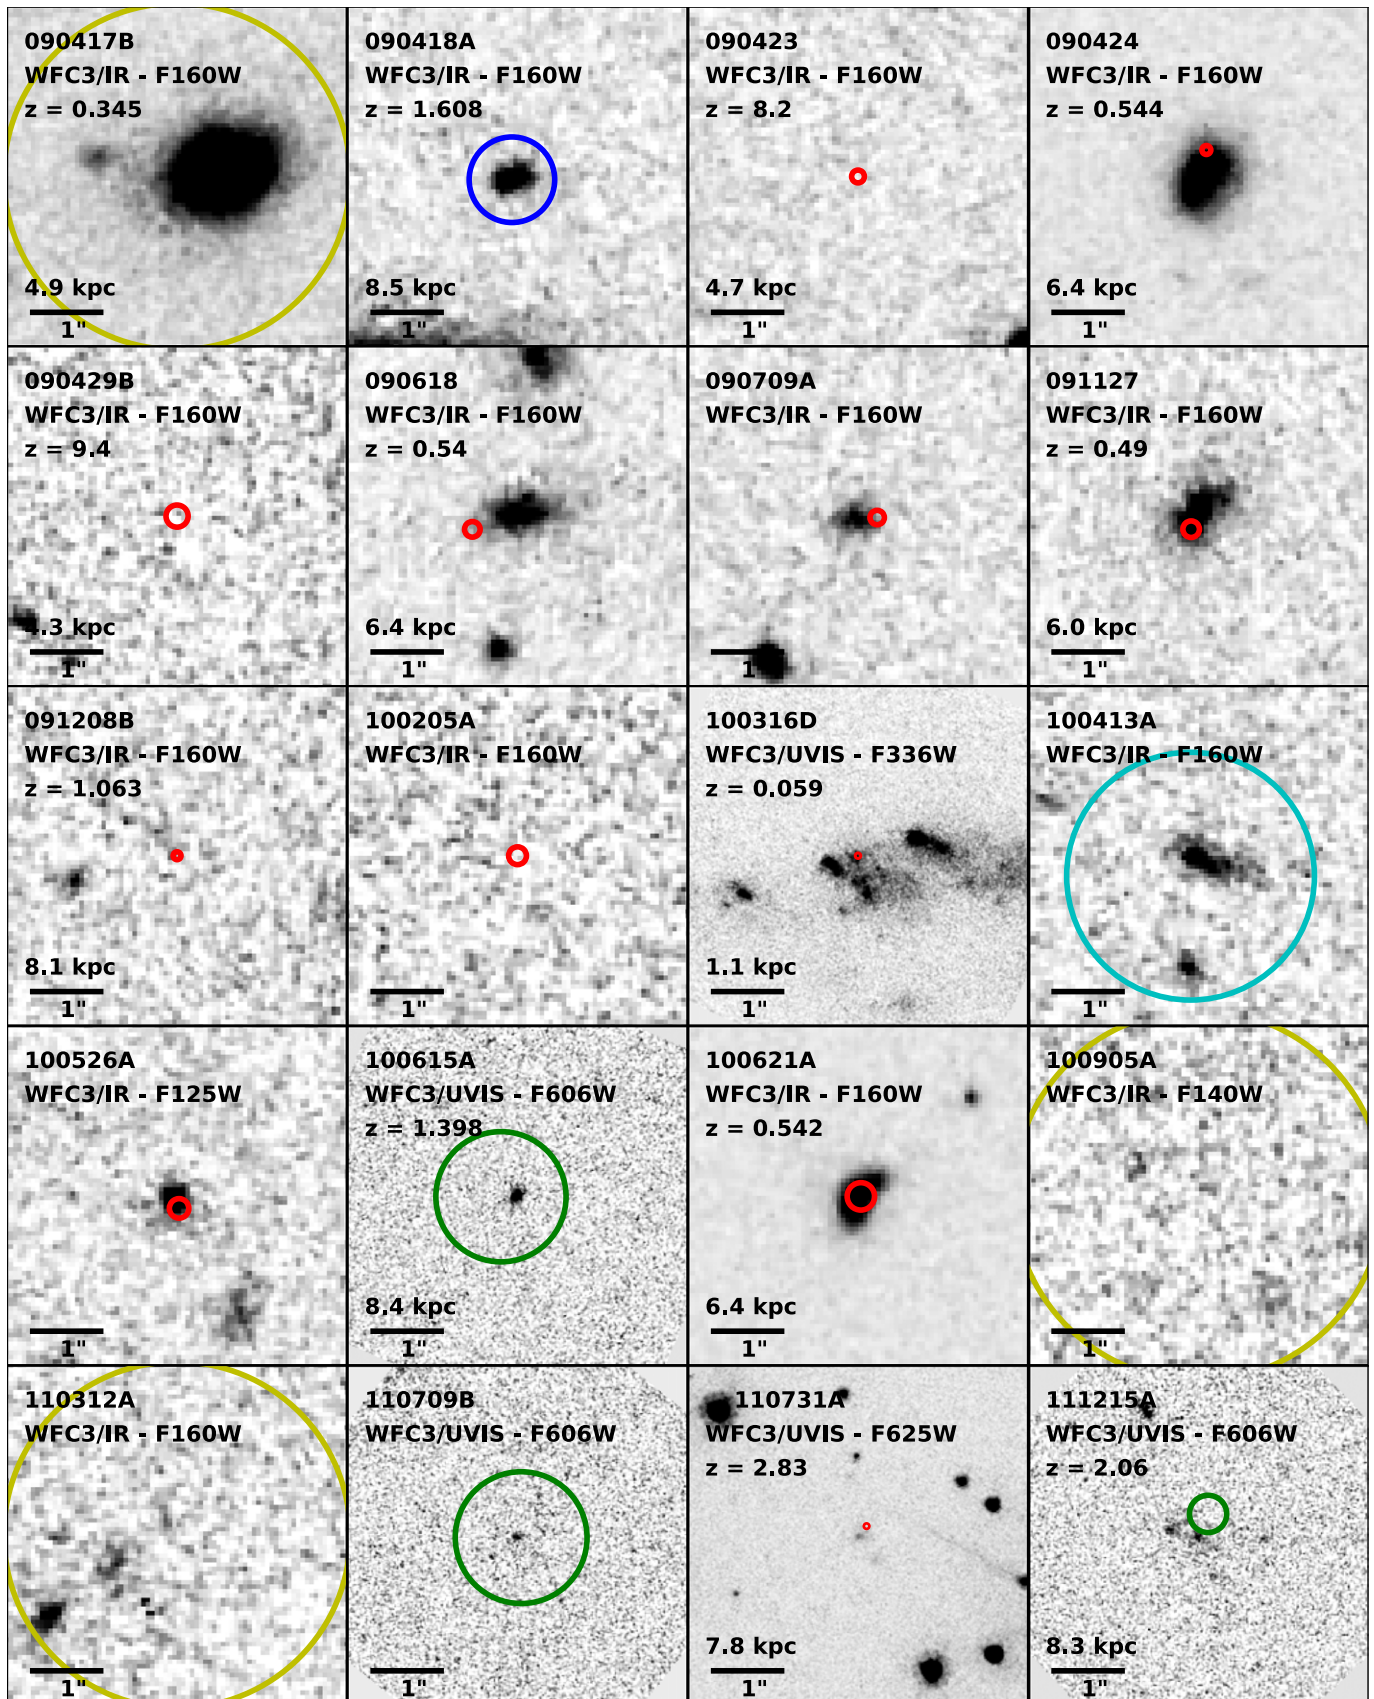 090417B
WFC3/IR - F160W
z = 0.345
4.9 kpc
1"
090418A
WFC3/IR - F160W
z = 1.608
8.5 kpc
1"
090423
WFC3/IR - F160W
z = 8.2
4.7 kpc
1"
090424
WFC3/IR - F160W
z = 0.544
6.4 kpc
1"
090429B
WFC3/IR - F160W
z = 9.4
4.3 kpc
1"
090618
WFC3/IR - F160W
z = 0.54
6.4 kpc
1"
090709A
WFC3/IR - F160W
1"
091127
WFC3/IR - F160W
z = 0.49
6.0 kpc
1"
091208B
WFC3/IR - F160W
z = 1.063
8.1 kpc
1"
100205A
WFC3/IR - F160W
1"
100316D
WFC3/UVIS - F336W
z = 0.059
1.1 kpc
1"
100413A
WFC3/IR - F160W
1"
100526A
WFC3/IR - F125W
1"
100615A
WFC3/UVIS - F606W
z = 1.398
8.4 kpc
1"
100621A
WFC3/IR - F160W
z = 0.542
6.4 kpc
1"
100905A
WFC3/IR - F140W
1"
110312A
WFC3/IR - F160W
1"
110709B
WFC3/UVIS - F606W
1"
110731A
WFC3/UVIS - F625W
z = 2.83
7.8 kpc
1"
111215A
WFC3/UVIS - F606W
z = 2.06
8.3 kpc
1"